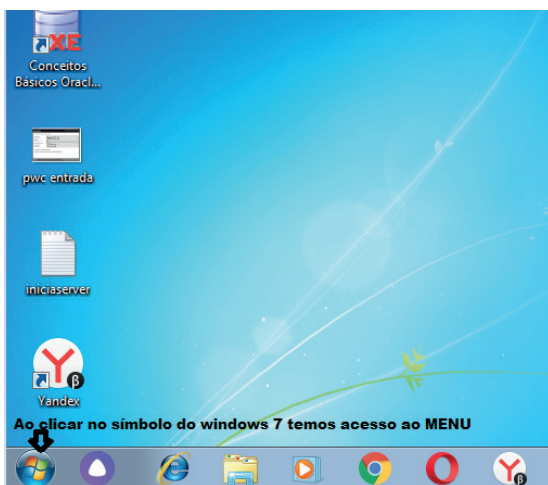 XE
Conceitos
Básicos Oracl...
pwc entrada
iniciaserver
Yandex
Ao clicar no símbolo do windows 7 temos acesso ao MENU